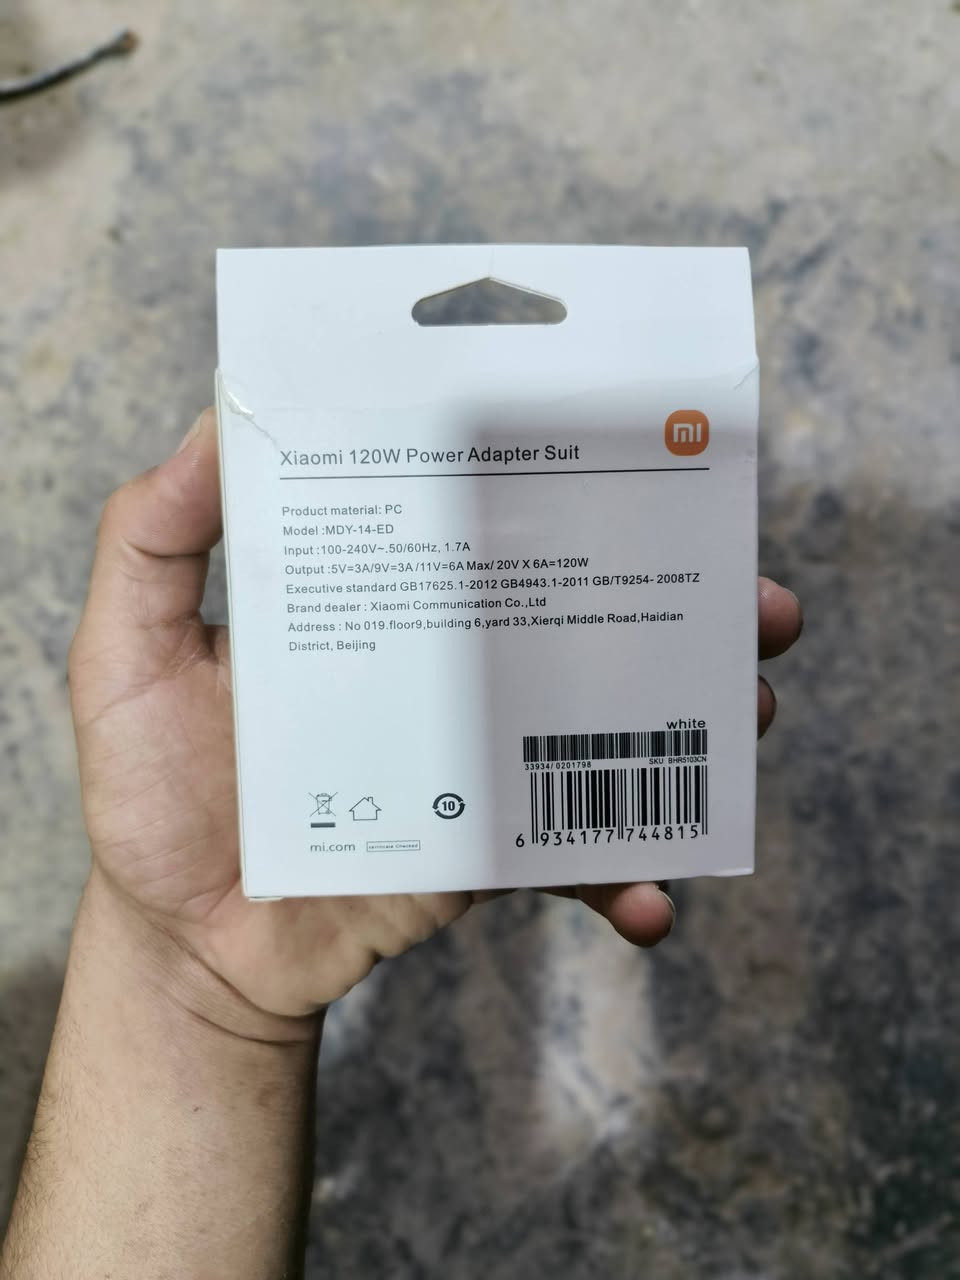 mi
Xiaomi 120W Power Adapter Suit
Product material: PC
Model :MDY-14-ED
Input :100-240V~.50/60Hz, 1.7A
Output :5V=3A/9V=3A/11V=6A Max/ 20V X 6A=120W
Executive standard GB17625.1-2012 GB4943.1-2011 GB/T9254- 2008TZ
Brand dealer : Xiaomi Communication Co.,Ltd
Address : No 019.floor9,building 6,yard 33,Xierqi Middle Road,Haidian
District, Beijing
white
33934/ 0201798 SKU BHR5103CN
6 934177 744815
10
mi.com certificate Checked